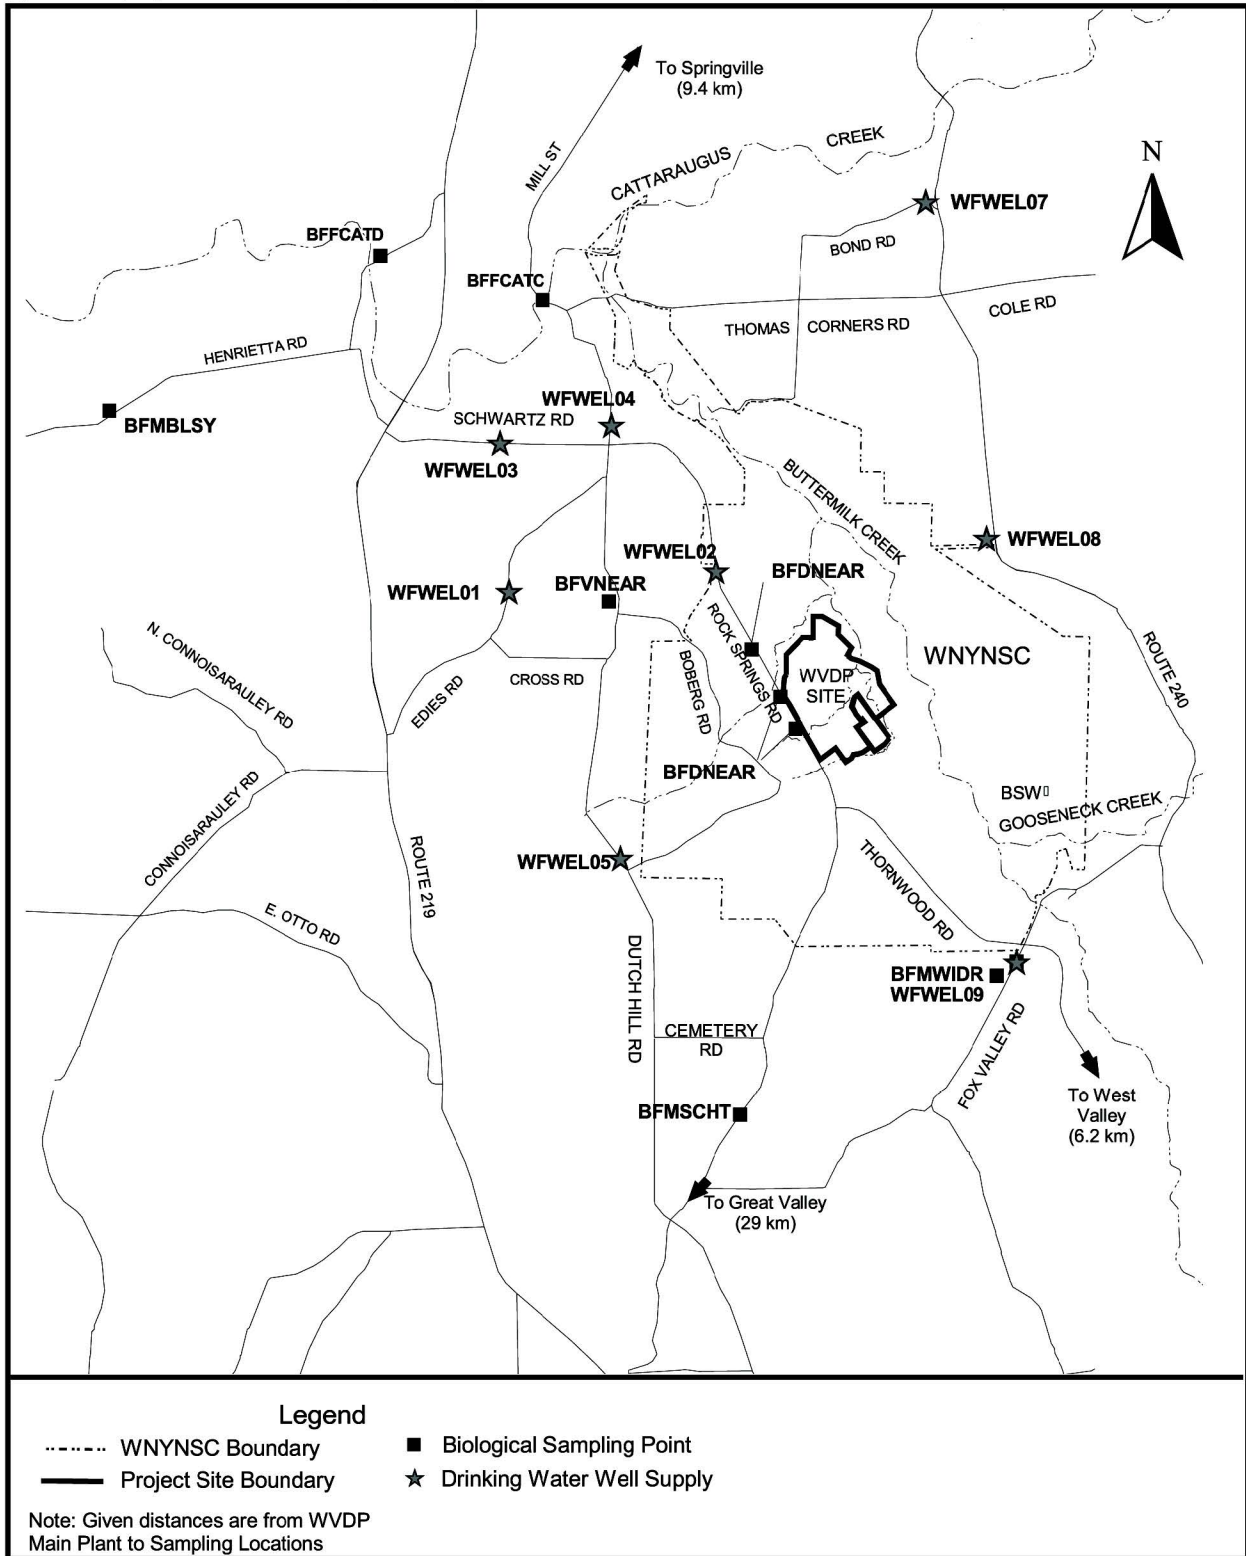 To Springville
(9.4 km)
MILL ST
CATTARAUGUS
CREEK
N
WFWEL07
BFFCATD
BOND RD
BFFCATC
COLE RD
THOMAS CORNERS RD
HENRIETTA RD
WFWEL04
SCHWARTZ RD
BFMBLSY
WFWEL03
BUTTERMILK CREEK
WFWEL08
WFWEL02
BFDNEAR
BFVNEAR
WFWEL01
ROCK SPRINGS RD
WNYNSC
N. CONNOISARAULEY RD
WVDP
SITE
CROSS RD
BOBERG RD
EDIES RD
ROUTE 240
BFDNEAR
BSW
GOOSENECK CREEK
CONNOISARAULEY RD
ROUTE 219
WFWEL05
THORNWOOD RD
E. OTTO RD
DUTCH HILL RD
BFMWIDR
WFWEL09
CEMETERY
RD
FOX VALLEY RD
To West
Valley
(6.2 km)
BFMSCHT
To Great Valley
(29 km)
Legend
WNYNSC Boundary
Biological Sampling Point
Project Site Boundary
Drinking Water Well Supply
Note: Given distances are from WVDP
Main Plant to Sampling Locations